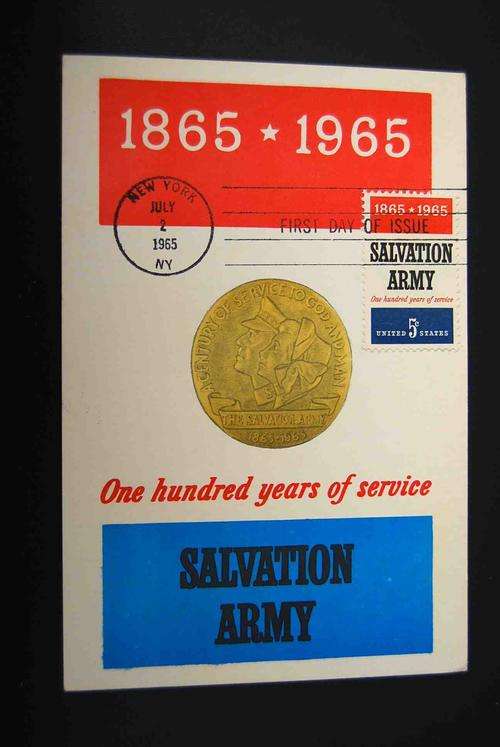 1865 ★ 1965
NEW YORK
JULY
2
1965
NY
FIRST DAY OF ISSUE
1865 ★ 1965
SALVATION
ARMY
One hundred years of service
UNITED 5c STATES
A CENTURY OF SERVICE TO GOD AND MAN
THE SALVATION ARMY
1865-1965
One hundred years of service
SALVATION
ARMY